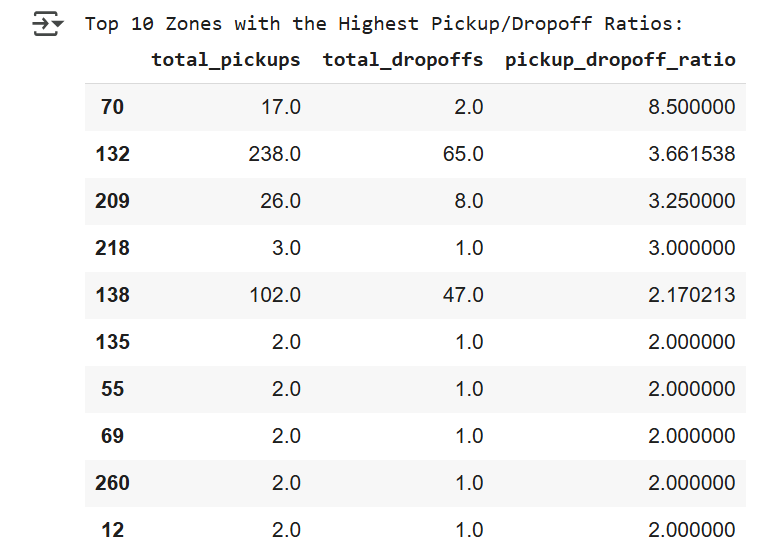 Top 10 Zones with the Highest Pickup/Dropoff Ratios:
total_pickups total_dropoffs pickup_dropoff_ratio
70 17.0 2.0 8.500000
132 238.0 65.0 3.661538
209 26.0 8.0 3.250000
218 3.0 1.0 3.000000
138 102.0 47.0 2.170213
135 2.0 1.0 2.000000
55 2.0 1.0 2.000000
69 2.0 1.0 2.000000
260 2.0 1.0 2.000000
12 2.0 1.0 2.000000